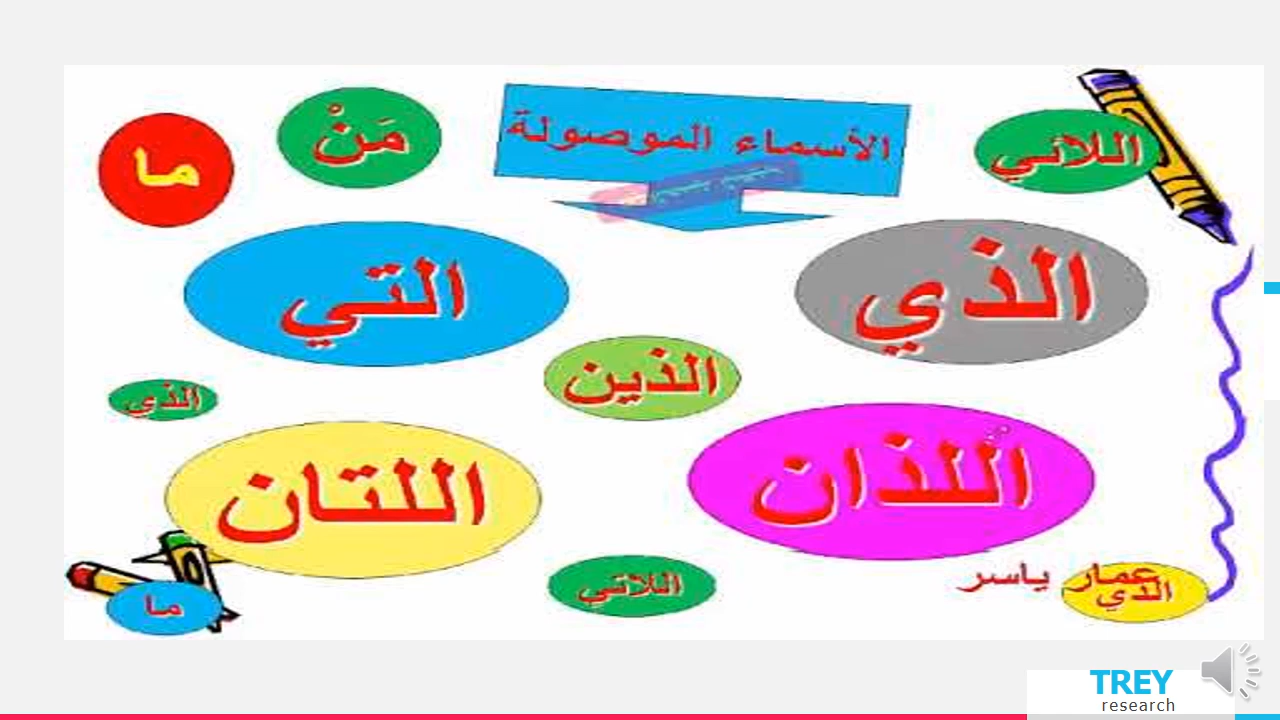 الأسماء الموصولة
اللائي
مَنْ
ما
الذي
التي
الذين
الذي
اللذان
اللتان
اللاتي
عمار ياسر
الذي
ما
TREY
research